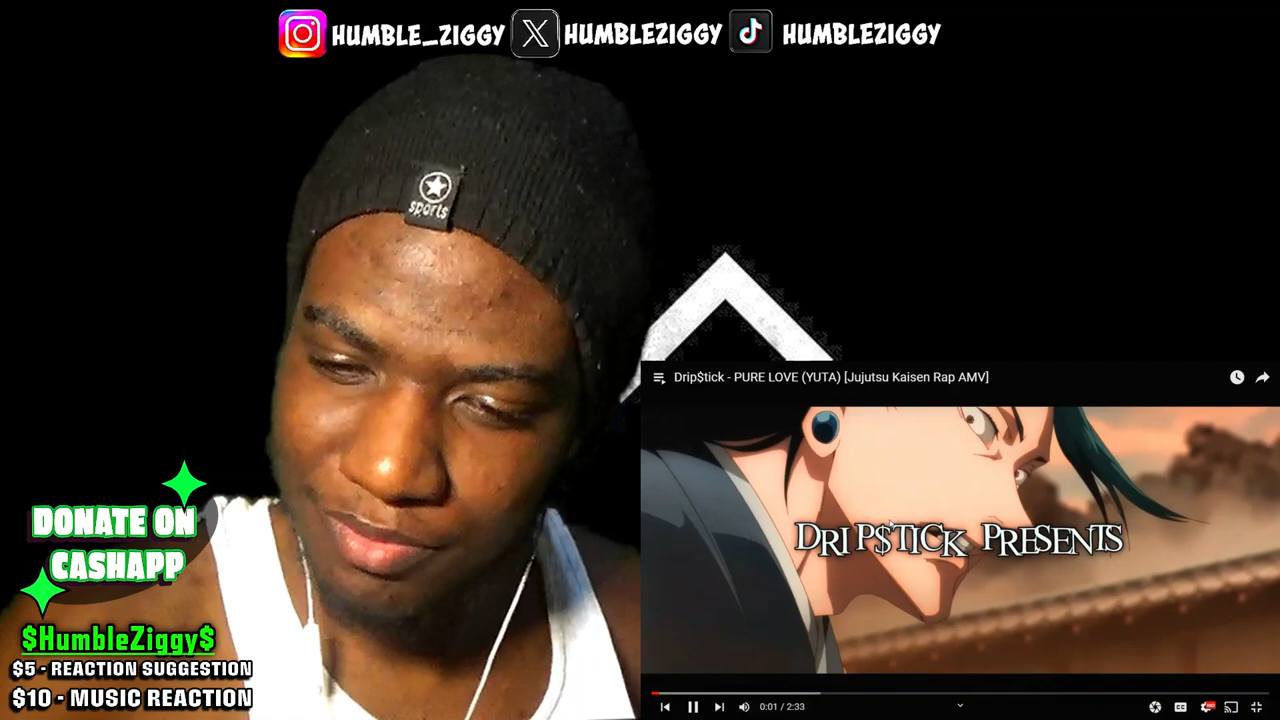 HUMBLE_ZIGGY HUMBLEZIGGY HUMBLEZIGGY
sports
Drip$tick - PURE LOVE (YUTA) [Jujutsu Kaisen Rap AMV]
DRIP$TICK PRESENTS
DONATE ON
CASHAPP
$HumbleZiggy$
$5 - REACTION SUGGESTION
$10 - MUSIC REACTION
0:01 / 2:33
CC